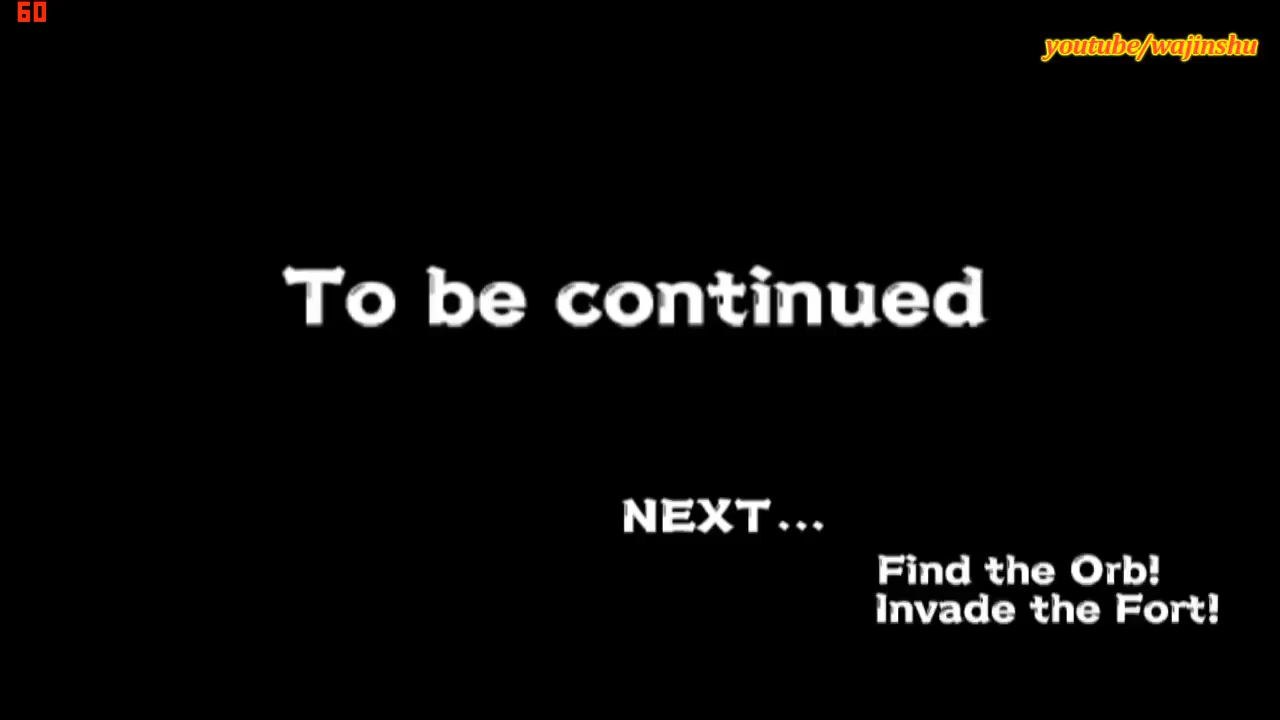 60
youtube/wajinshu
To be continued
NEXT...
Find the Orb!
Invade the Fort!